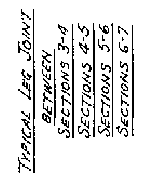 TYPICAL LEG JOINT
BETWEEN
SECTIONS 3-4
SECTIONS 4-5
SECTIONS 5-6
SECTIONS 6-7